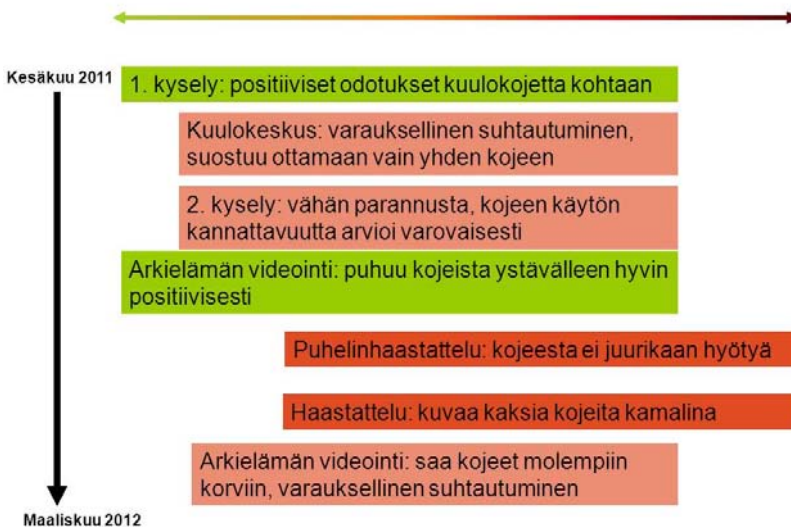 Kesäkuu 2011
1. kysely: positiiviset odotukset kuulokojetta kohtaan
Kuulokeskus: varauksellinen suhtautuminen,
suostuu ottamaan vain yhden kojeen
2. kysely: vähän parannusta, kojeen käytön
kannattavuutta arvioi varovaisesti
Arkielämän videointi: puhuu kojeista ystävälleen hyvin
positiivisesti
Puhelinhaastattelu: kojeesta ei juurikaan hyötyä
Haastattelu: kuvaa kaksia kojeita kamalina
Arkielämän videointi: saa kojeet molempiin
korviin, varauksellinen suhtautuminen
Maaliskuu 2012